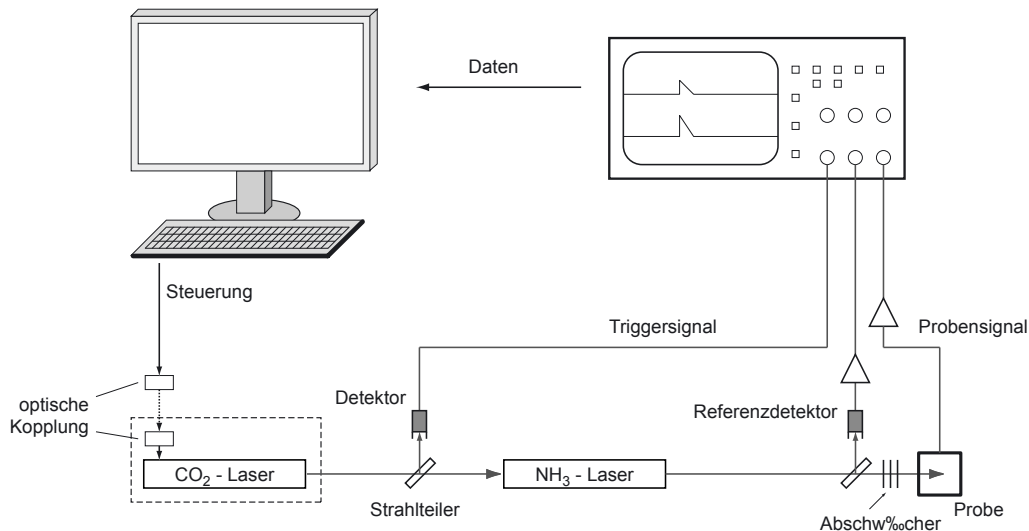 Daten
Steuerung
Triggersignal
Probensignal
optische
Kopplung
Detektor
Referenzdetektor
CO₂ - Laser
NH₃ - Laser
Strahlteiler
Abschw‰cher
Probe